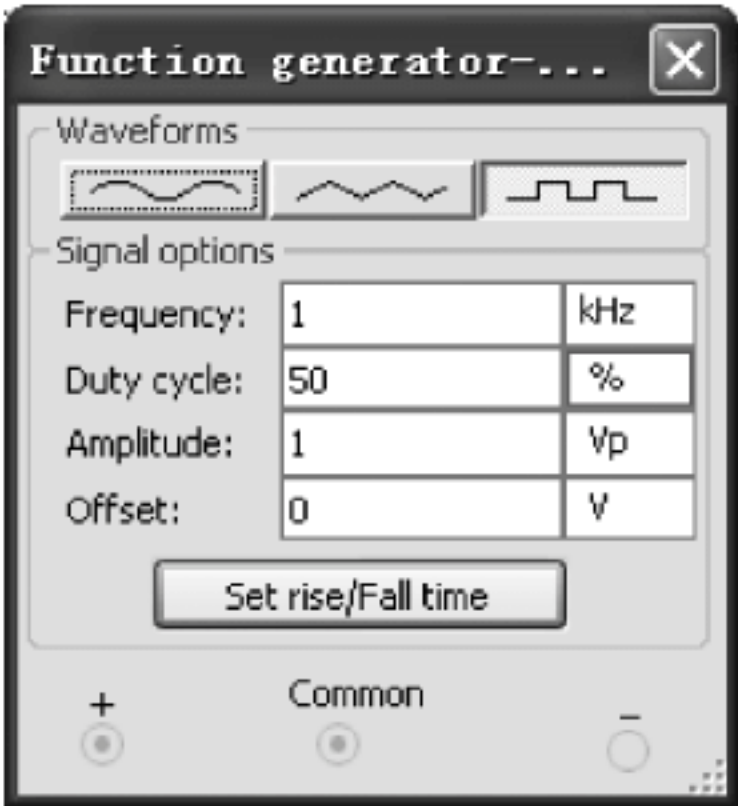 Function generator-...
Waveforms
Signal options
Frequency: 1 kHz
Duty cycle: 50 %
Amplitude: 1 Vp
Offset: 0 V
Set rise/Fall time
+ Common −